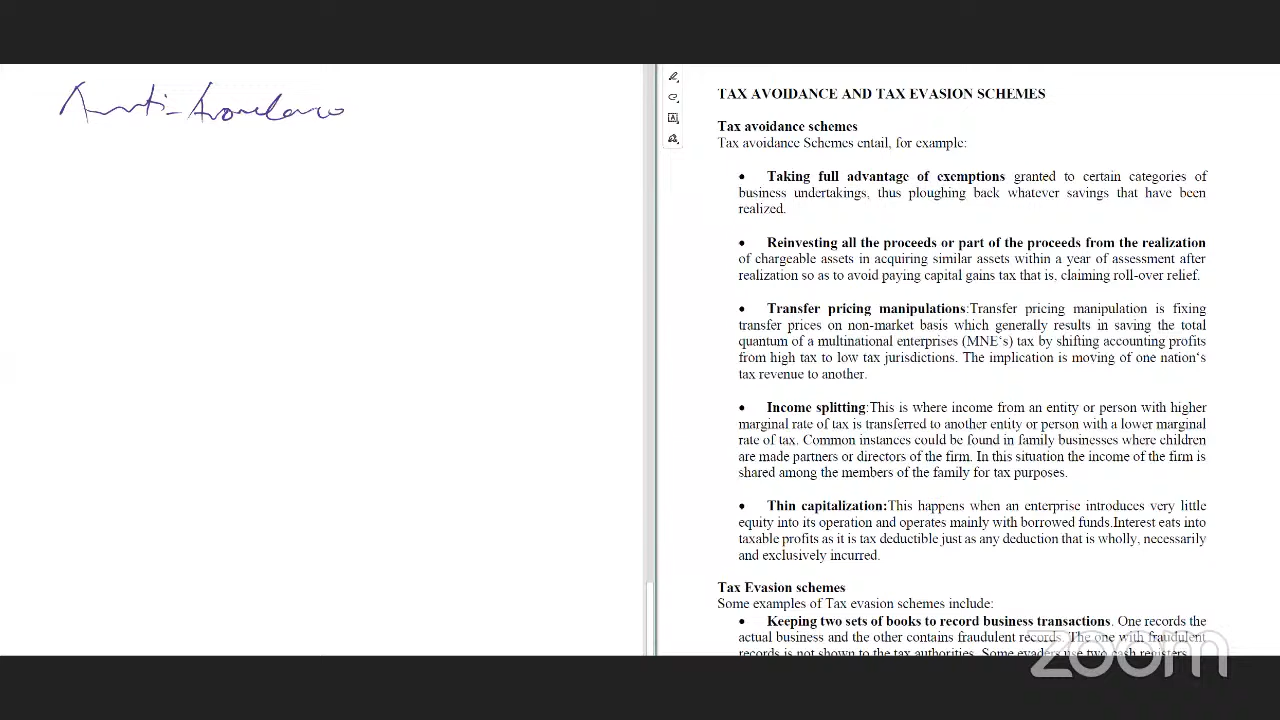 Anti-Avoidance
TAX AVOIDANCE AND TAX EVASION SCHEMES
Tax avoidance schemes
Tax avoidance Schemes entail, for example:
• Taking full advantage of exemptions granted to certain categories of
business undertakings, thus ploughing back whatever savings that have been
realized.
• Reinvesting all the proceeds or part of the proceeds from the realization
of chargeable assets in acquiring similar assets within a year of assessment after
realization so as to avoid paying capital gains tax that is, claiming roll-over relief.
• Transfer pricing manipulations:Transfer pricing manipulation is fixing
transfer prices on non-market basis which generally results in saving the total
quantum of a multinational enterprises (MNE‘s) tax by shifting accounting profits
from high tax to low tax jurisdictions. The implication is moving of one nation‘s
tax revenue to another.
• Income splitting:This is where income from an entity or person with higher
marginal rate of tax is transferred to another entity or person with a lower marginal
rate of tax. Common instances could be found in family businesses where children
are made partners or directors of the firm. In this situation the income of the firm is
shared among the members of the family for tax purposes.
• Thin capitalization:This happens when an enterprise introduces very little
equity into its operation and operates mainly with borrowed funds.Interest eats into
taxable profits as it is tax deductible just as any deduction that is wholly, necessarily
and exclusively incurred.
Tax Evasion schemes
Some examples of Tax evasion schemes include:
• Keeping two sets of books to record business transactions. One records the
actual business and the other contains fraudulent records. The one with fraudulent
records is not shown to the tax authorities. Some evaders use two cash registers
zoom